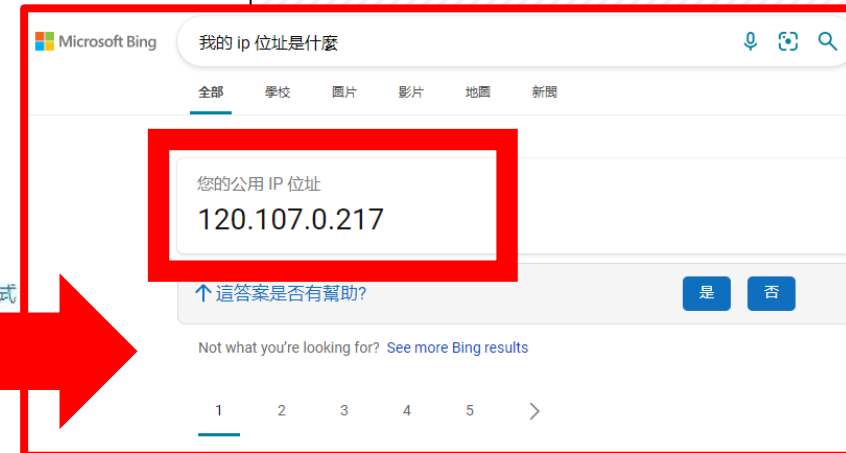 Microsoft Bing
我的 ip 位址是什麼
全部 學校 圖片 影片 地圖 新聞
您的公用 IP 位址
120.107.0.217
式
這答案是否有幫助?
是 否
Not what you're looking for? See more Bing results
1 2 3 4 5